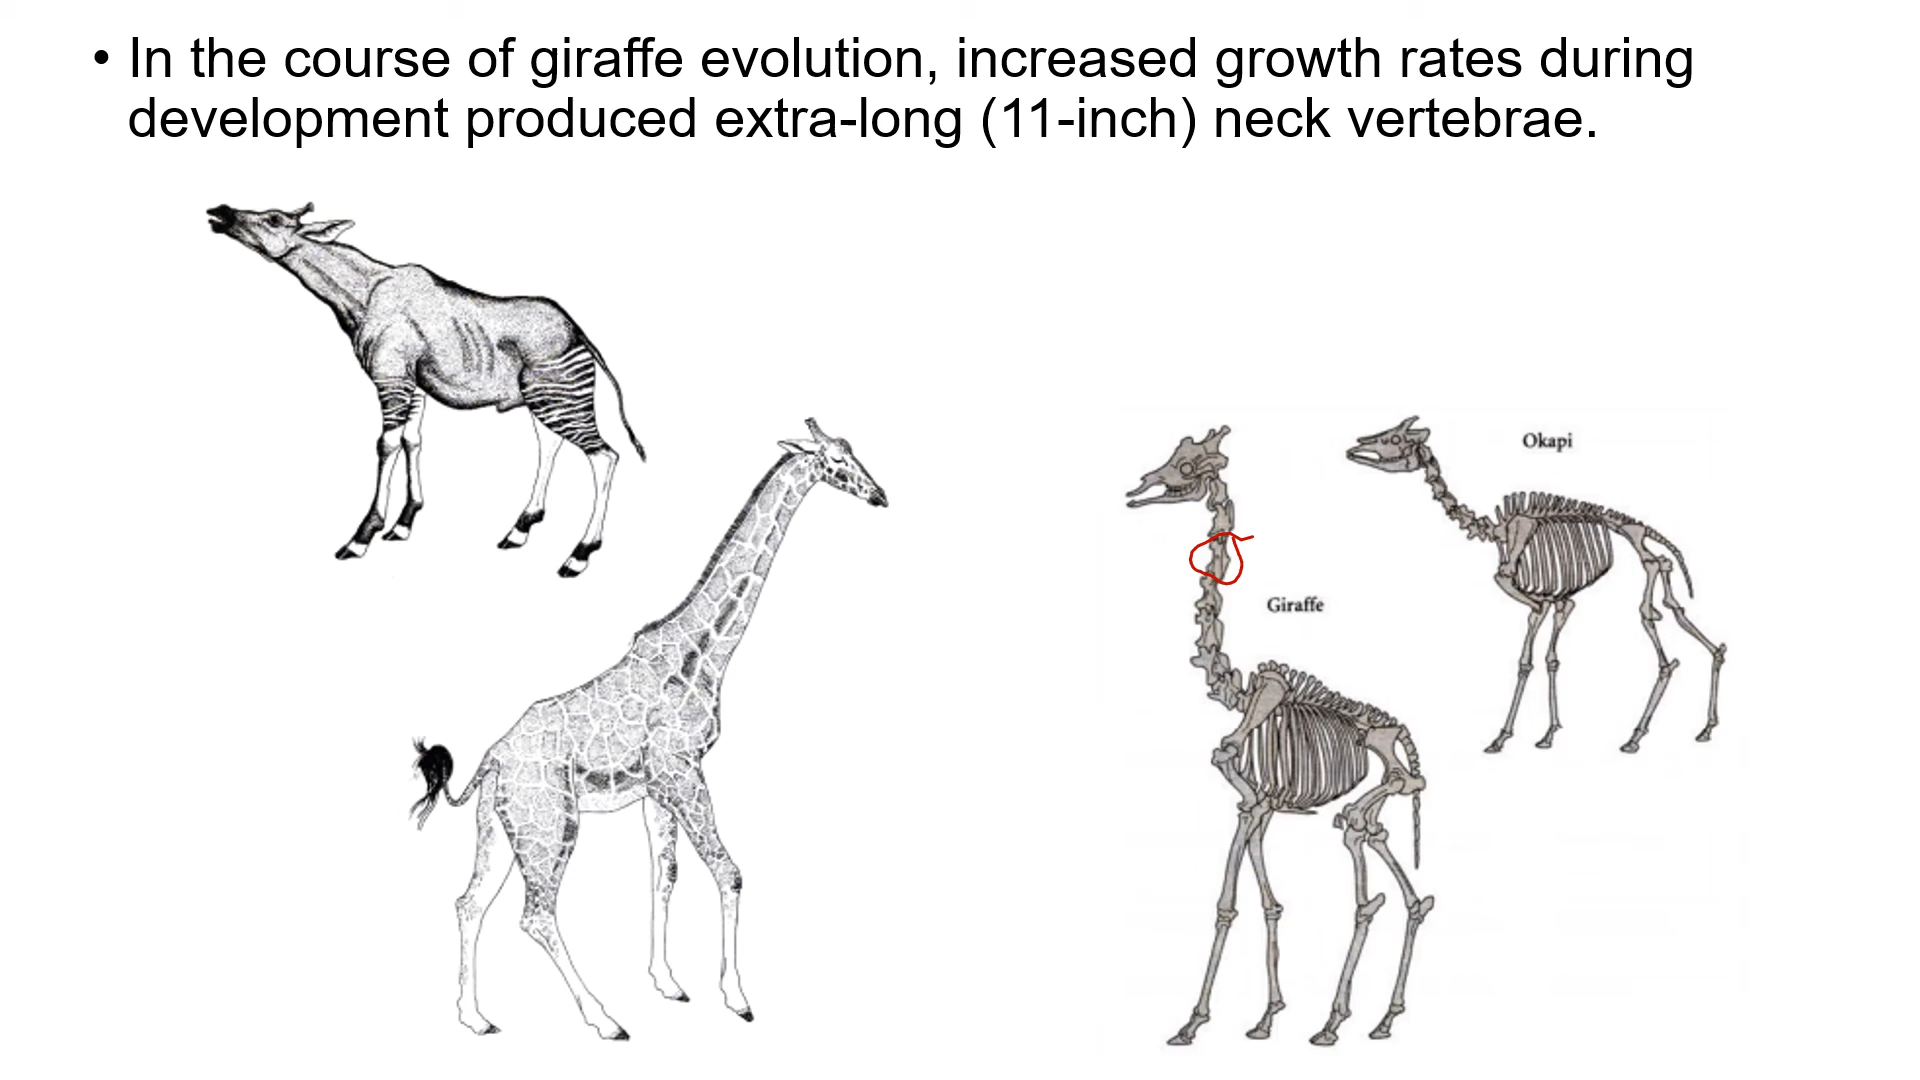 • In the course of giraffe evolution, increased growth rates during
development produced extra-long (11-inch) neck vertebrae.
Okapi
Giraffe